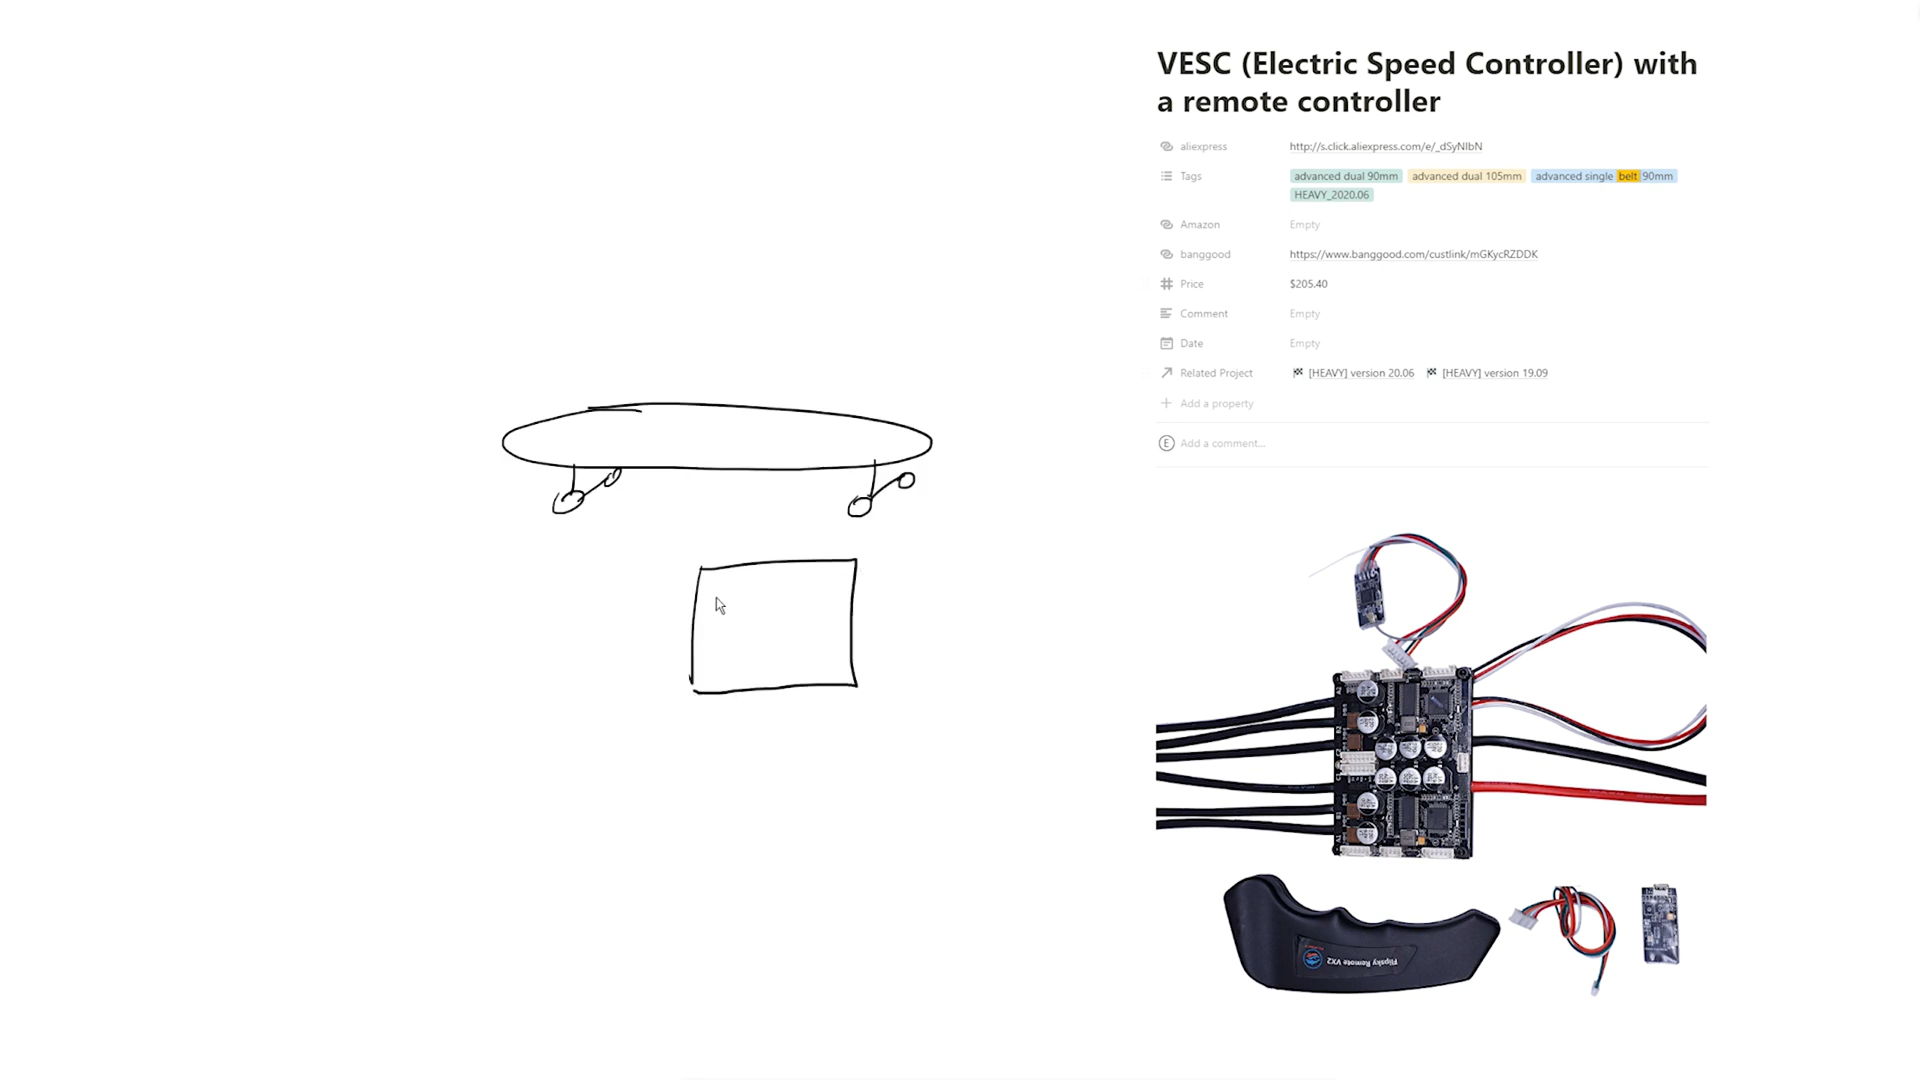 VESC (Electric Speed Controller) with
a remote controller
aliexpress http://s.click.aliexpress.com/e/_dSyNIbN
Tags advanced dual 90mm advanced dual 105mm advanced single belt 90mm
HEAVY_2020.06
Amazon Empty
banggood https://www.banggood.com/custlink/mGKycRZDDK
Price $205.40
Comment Empty
Date Empty
Related Project [HEAVY] version 20.06 [HEAVY] version 19.09
Add a property
E Add a comment...
Flipsky Remote VX2